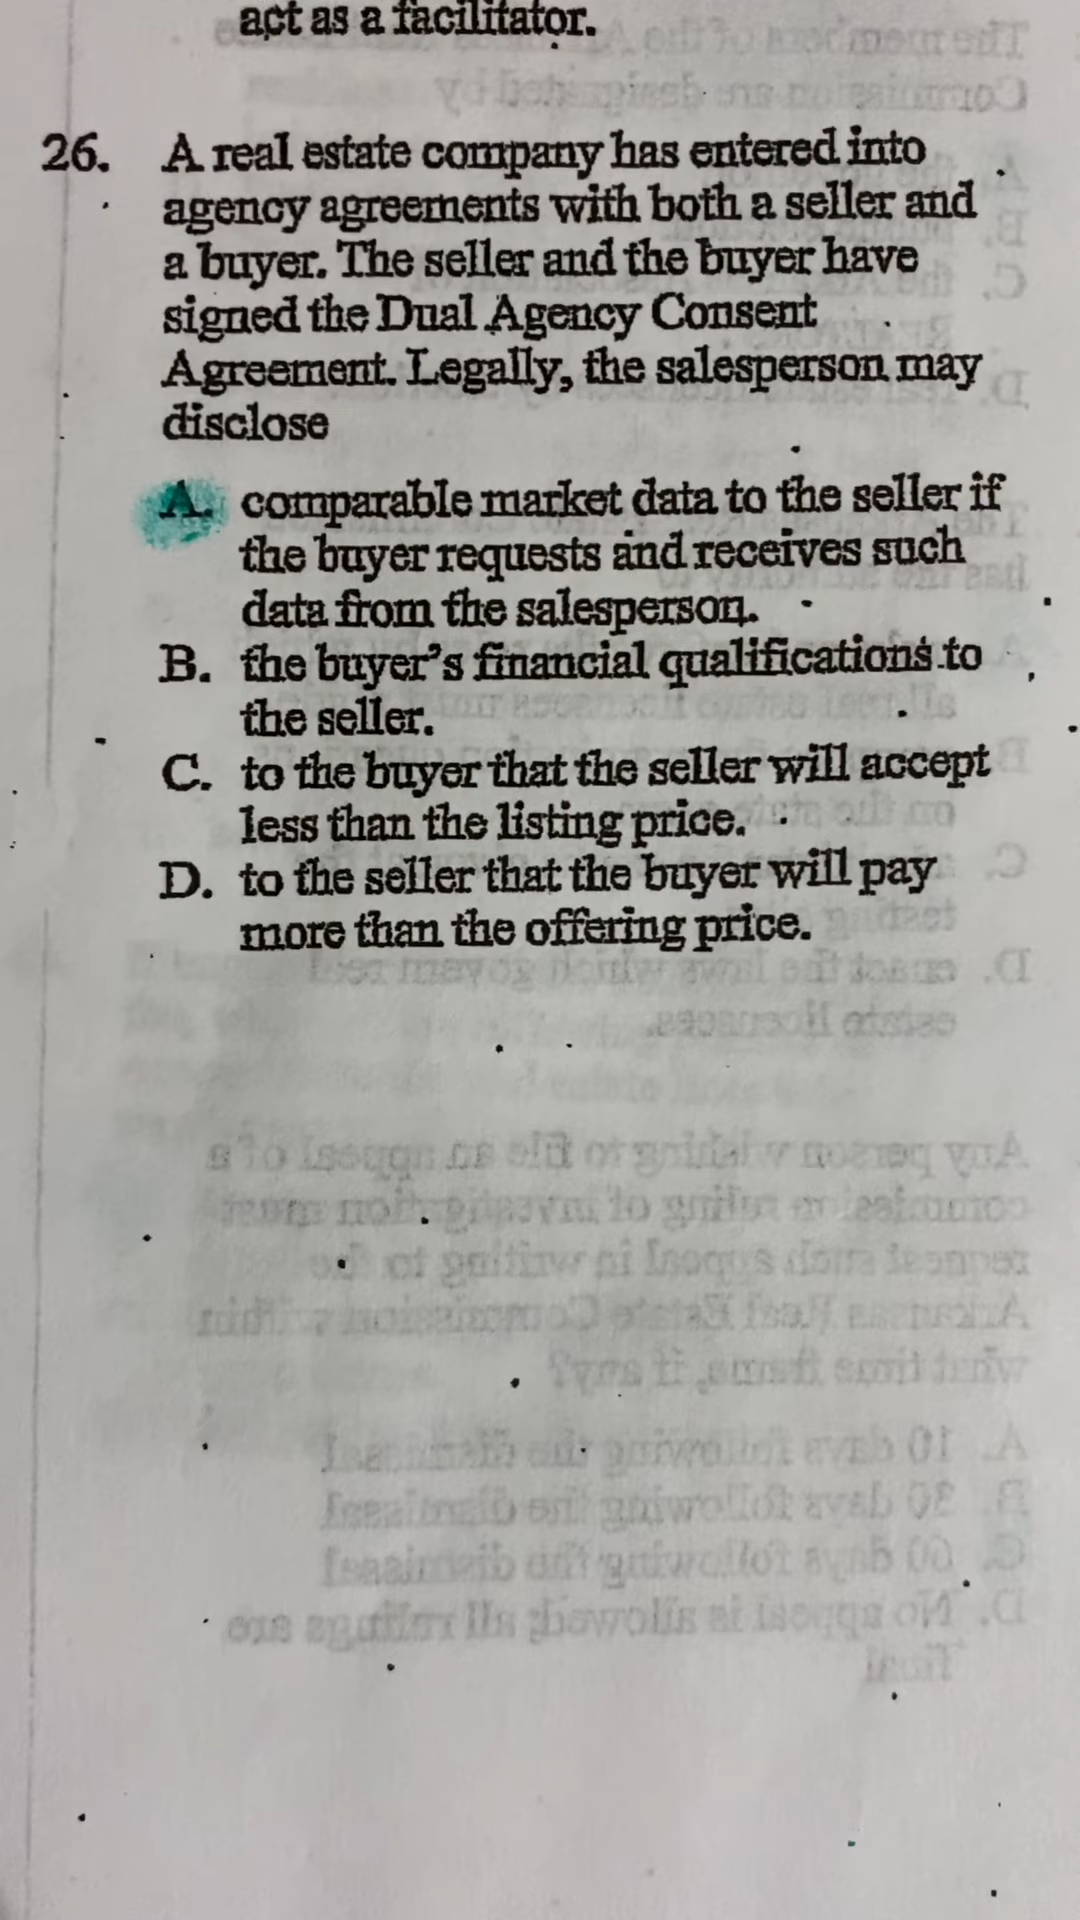 act as a facilitator.
26. A real estate company has entered into
agency agreements with both a seller and
a buyer. The seller and the buyer have
signed the Dual Agency Consent
Agreement. Legally, the salesperson may
disclose
A. comparable market data to the seller if
the buyer requests and receives such
data from the salesperson.
B. the buyer's financial qualifications to
the seller.
C. to the buyer that the seller will accept
less than the listing price.
D. to the seller that the buyer will pay
more than the offering price.